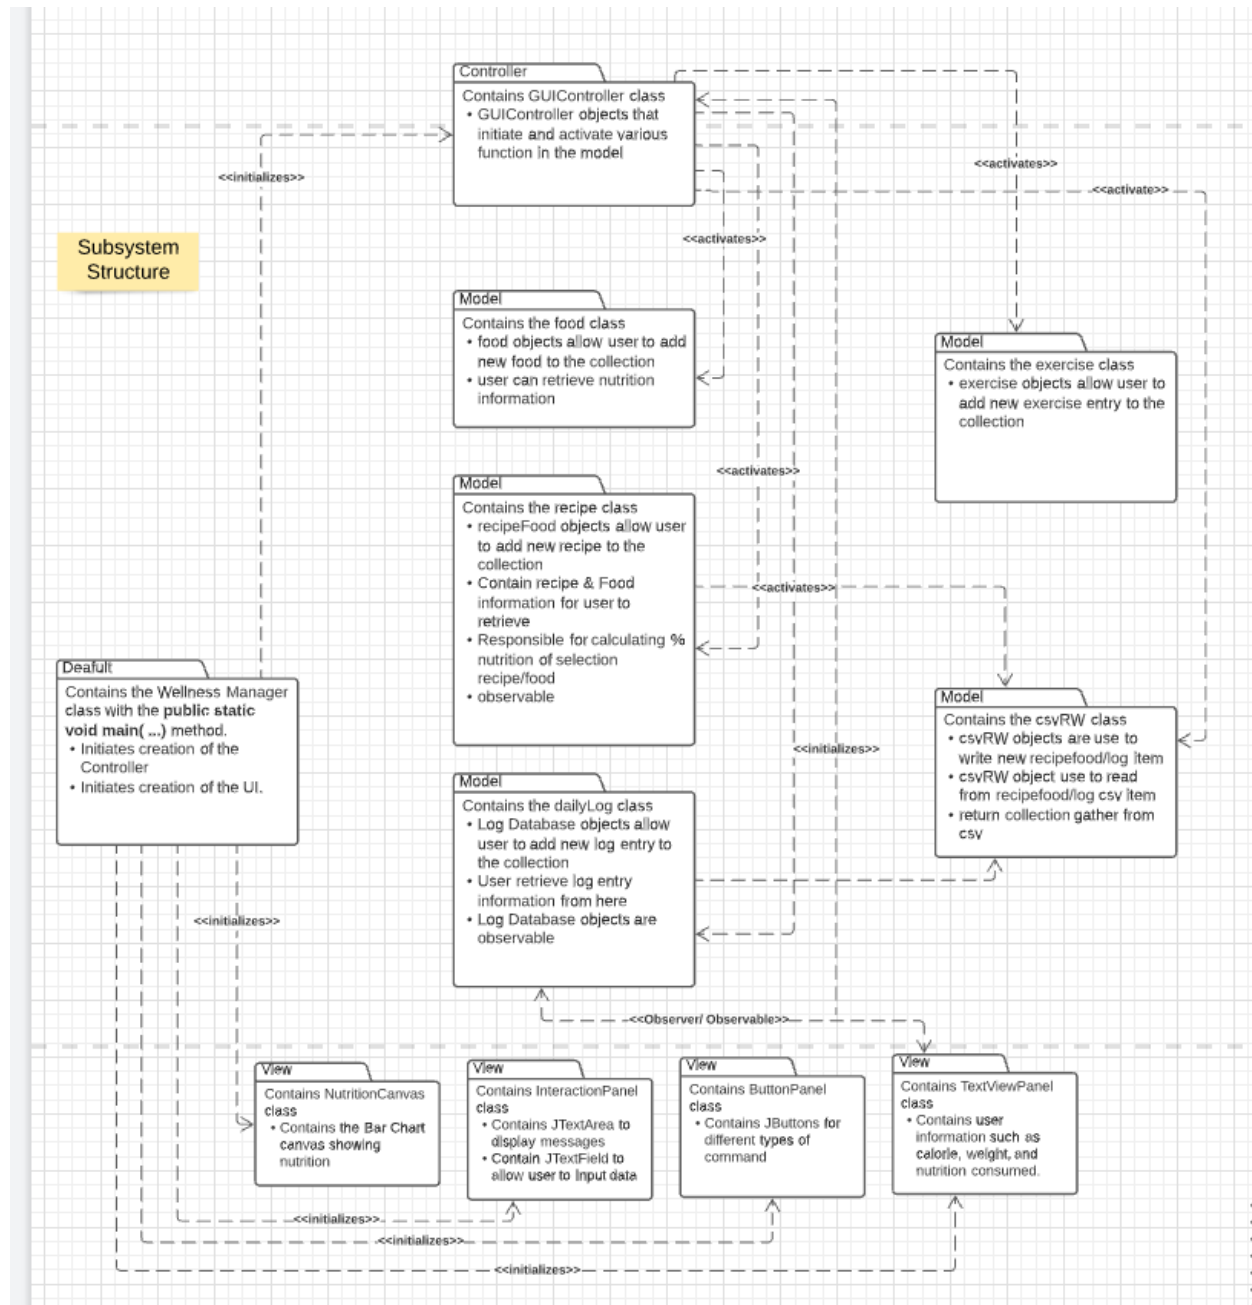 Controller
Contains GUIController class
• GUIController objects that
initiate and activate various
function in the model
<<initializes>>
<<activates>>
<<activate>>
<<activates>>
Subsystem
Structure
Model
Contains the food class
• food objects allow user to add
new food to the collection
• user can retrieve nutrition
information
Model
Contains the exercise class
• exercise objects allow user to
add new exercise entry to the
collection
<<activates>>
Model
Contains the recipe class
• recipeFood objects allow user
to add new recipe to the
collection
• Contain recipe & Food
information for user to
retrieve
• Responsible for calculating %
nutrition of selection
recipe/food
• observable
<<activates>>
Deafult
Contains the Wellness Manager
class with the public static
void main( ...) method.
• Initiates creation of the
Controller
• Initiates creation of the UI.
Model
Contains the csvRW class
• csvRW objects are use to
write new recipefood/log item
• csvRW object use to read
from recipefood/log csv item
• return collection gather from
csv
<<initializes>>
Model
Contains the dailyLog class
• Log Database objects allow
user to add new log entry to
the collection
• User retrieve log entry
information from here
• Log Database objects are
observable
<<initializes>>
<<Observer/ Observable>>
View
Contains NutritionCanvas
class
• Contains the Bar Chart
canvas showing
nutrition
View
Contains InteractionPanel
class
• Contains JTextArea to
display messages
• Contain JTextField to
allow user to input data
View
Contains ButtonPanel
class
• Contains JButtons for
different types of
command
View
Contains TextViewPanel
class
• Contains user
information such as
calorie, weight, and
nutrition consumed.
<<initializes>>
<<initializes>>
<<initializes>>